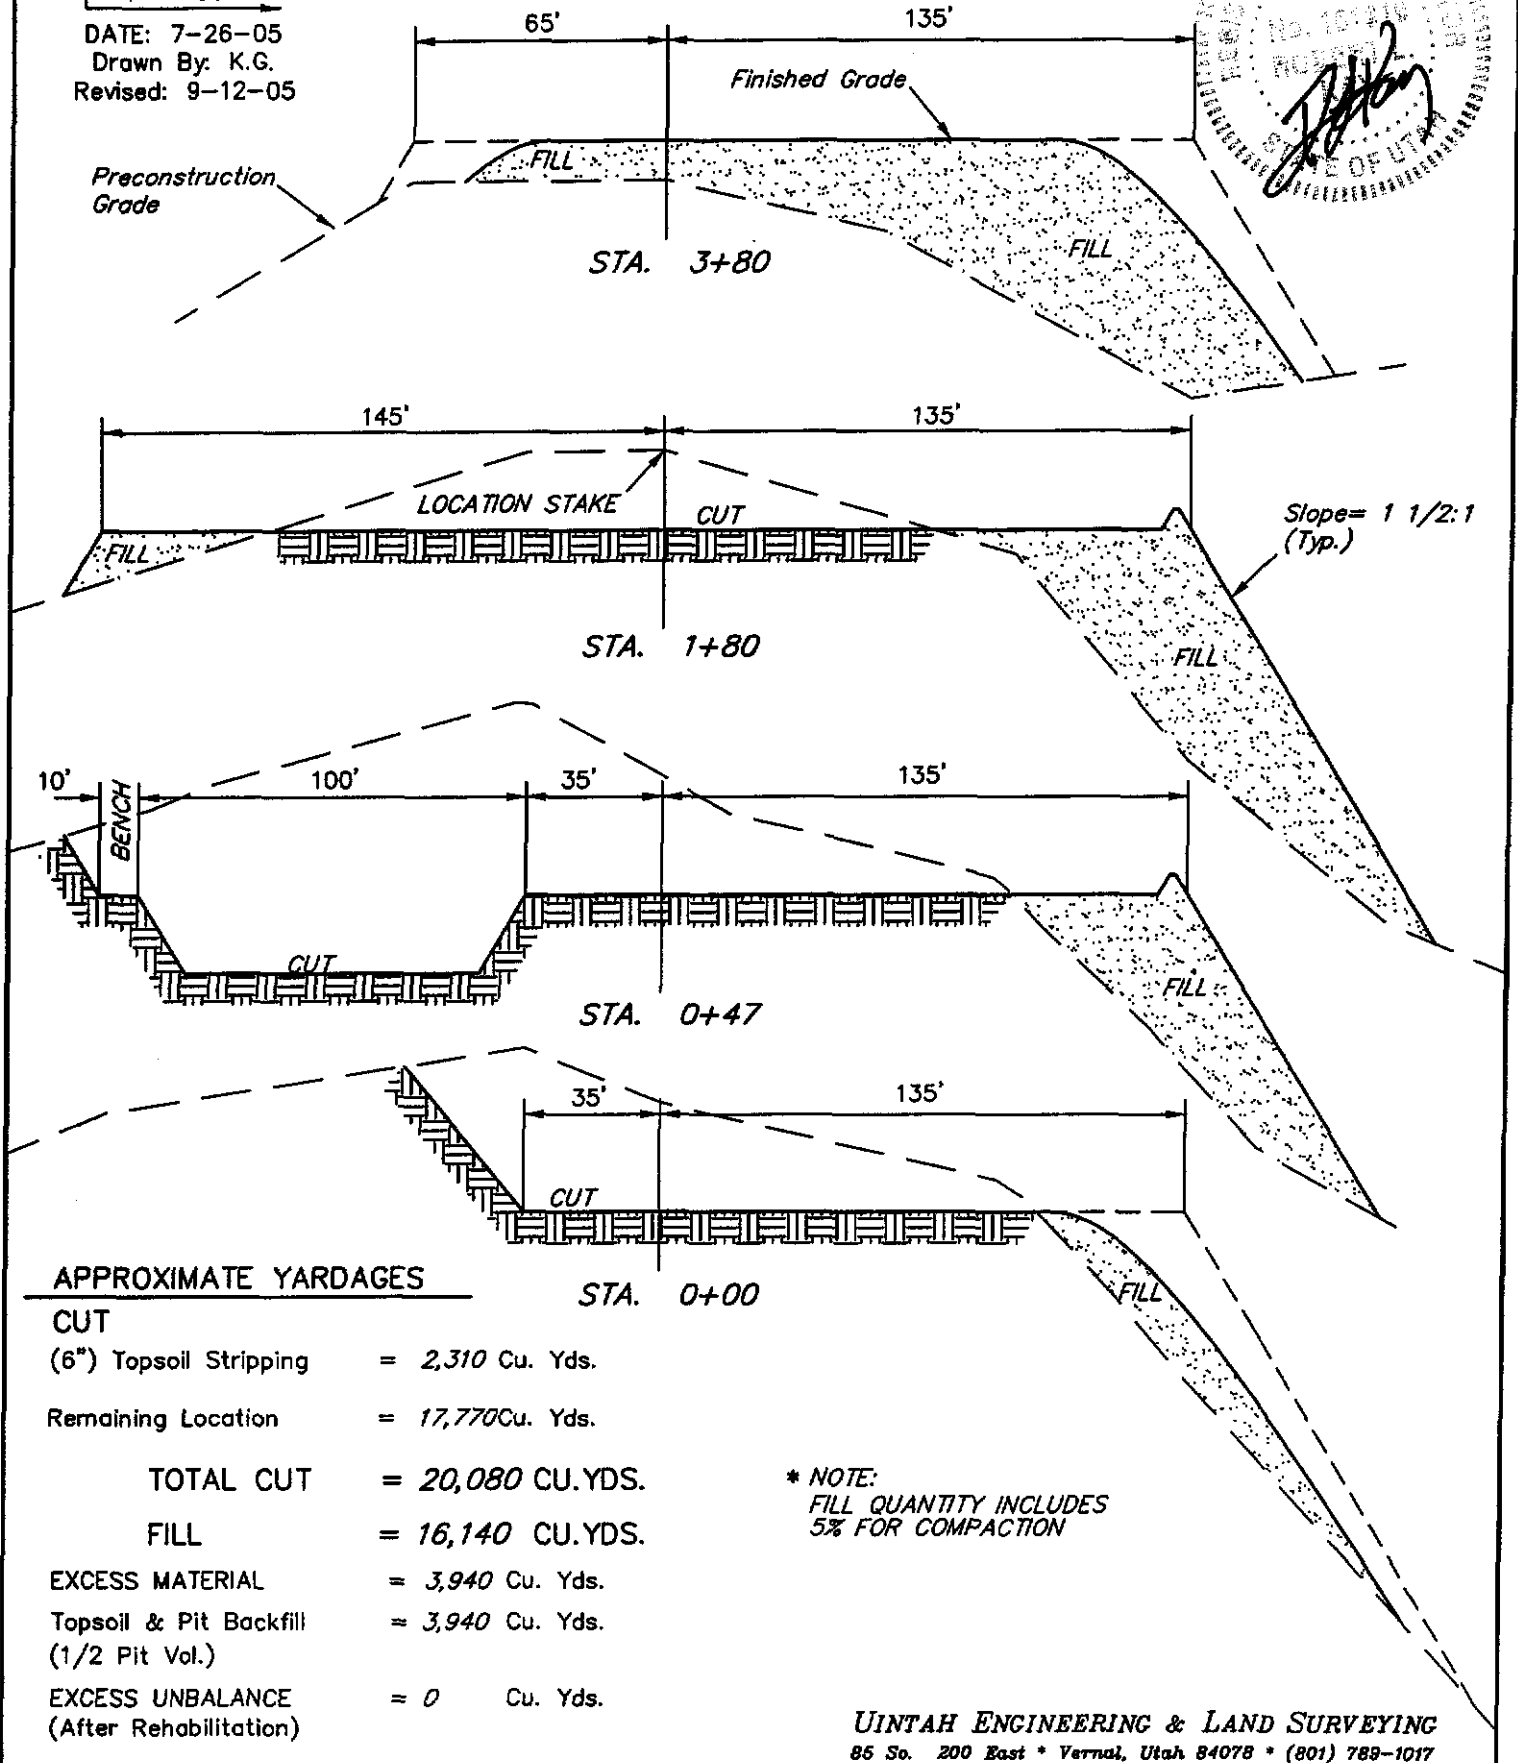 DATE: 7-26-05
Drawn By: K.G.
Revised: 9-12-05
65'
135'
Finished Grade
Preconstruction
Grade
FILL
FILL
STA. 3+80
STATE OF UTAH
145'
135'
LOCATION STAKE
CUT
Slope= 1 1/2:1
(Typ.)
FILL
FILL
STA. 1+80
10'
BENCH
100'
35'
135'
CUT
FILL
STA. 0+47
35'
135'
CUT
FILL
STA. 0+00
APPROXIMATE YARDAGES
CUT
(6") Topsoil Stripping = 2,310 Cu. Yds.
Remaining Location = 17,770Cu. Yds.
TOTAL CUT = 20,080 CU.YDS.
FILL = 16,140 CU.YDS.
EXCESS MATERIAL = 3,940 Cu. Yds.
Topsoil & Pit Backfill = 3,940 Cu. Yds.
(1/2 Pit Vol.)
EXCESS UNBALANCE = 0 Cu. Yds.
(After Rehabilitation)
* NOTE:
FILL QUANTITY INCLUDES
5% FOR COMPACTION
UINTAH ENGINEERING & LAND SURVEYING
85 So. 200 East * Vernal, Utah 84078 * (801) 789-1017